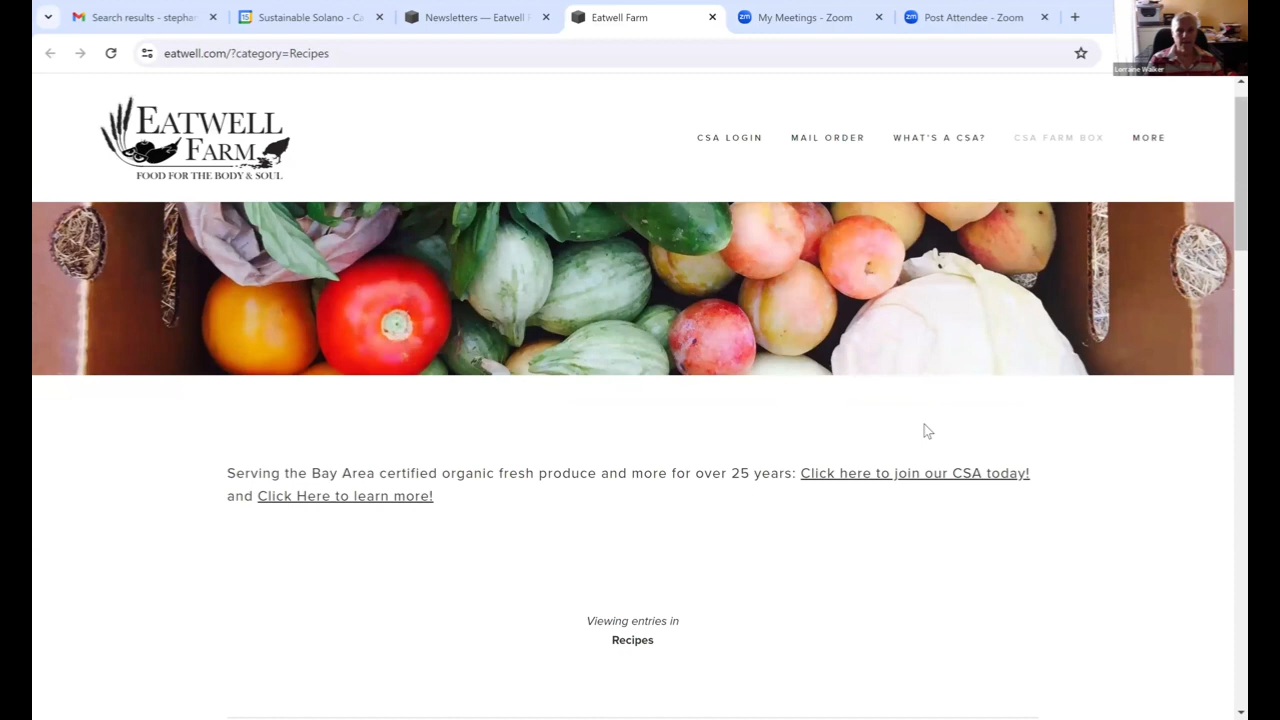 Search results - stepha
Sustainable Solano - Ca
Newsletters — Eatwell F
Eatwell Farm
My Meetings - Zoom
Post Attendee - Zoom
eatwell.com/?category=Recipes
Lorraine Walker
EATWELL
FARM
FOOD FOR THE BODY & SOUL
CSA LOGIN
MAIL ORDER
WHAT'S A CSA?
CSA FARM BOX
MORE
Serving the Bay Area certified organic fresh produce and more for over 25 years: Click here to join our CSA today!
and Click Here to learn more!
Viewing entries in
Recipes